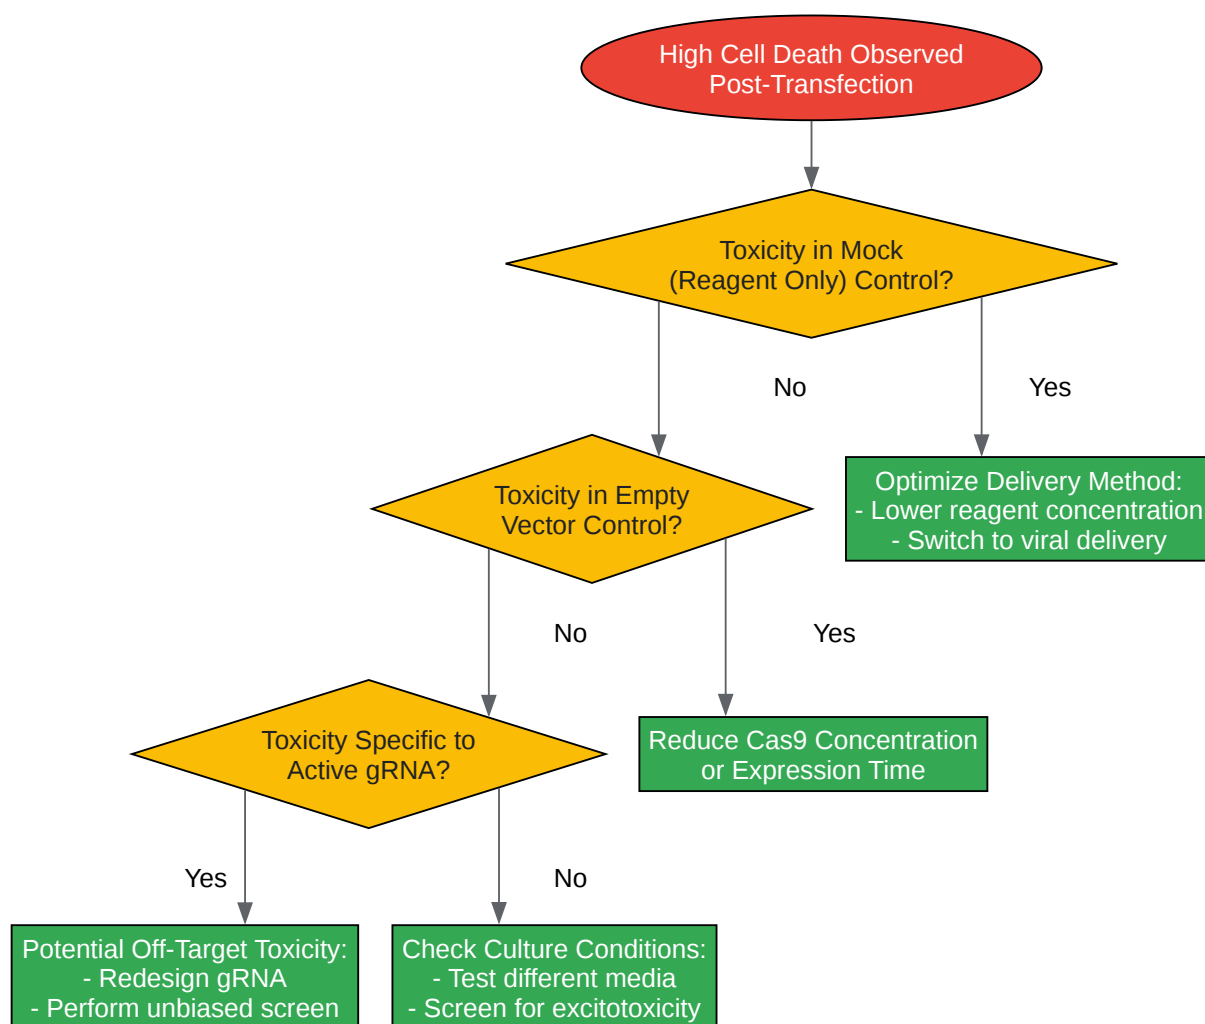 High Cell Death Observed
Post-Transfection
Toxicity in Mock
(Reagent Only) Control?
No
Yes
Toxicity in Empty
Vector Control?
Optimize Delivery Method:
- Lower reagent concentration
- Switch to viral delivery
No
Yes
Toxicity Specific to
Active gRNA?
Reduce Cas9 Concentration
or Expression Time
Yes
No
Potential Off-Target Toxicity:
- Redesign gRNA
- Perform unbiased screen
Check Culture Conditions:
- Test different media
- Screen for excitotoxicity